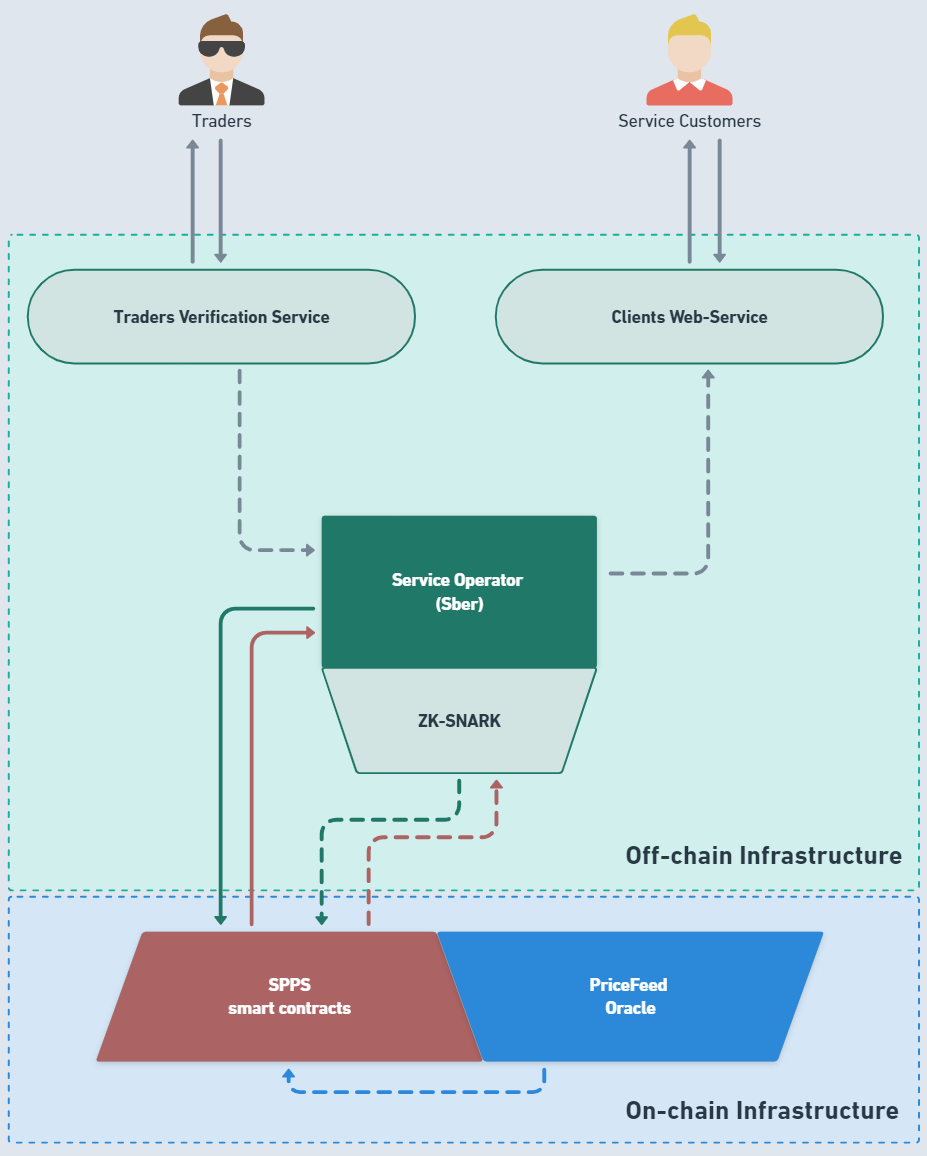 Traders
Service Customers
Traders Verification Service
Clients Web-Service
Service Operator
(Sber)
ZK-SNARK
Off-chain Infrastructure
SPPS
smart contracts
PriceFeed
Oracle
On-chain Infrastructure